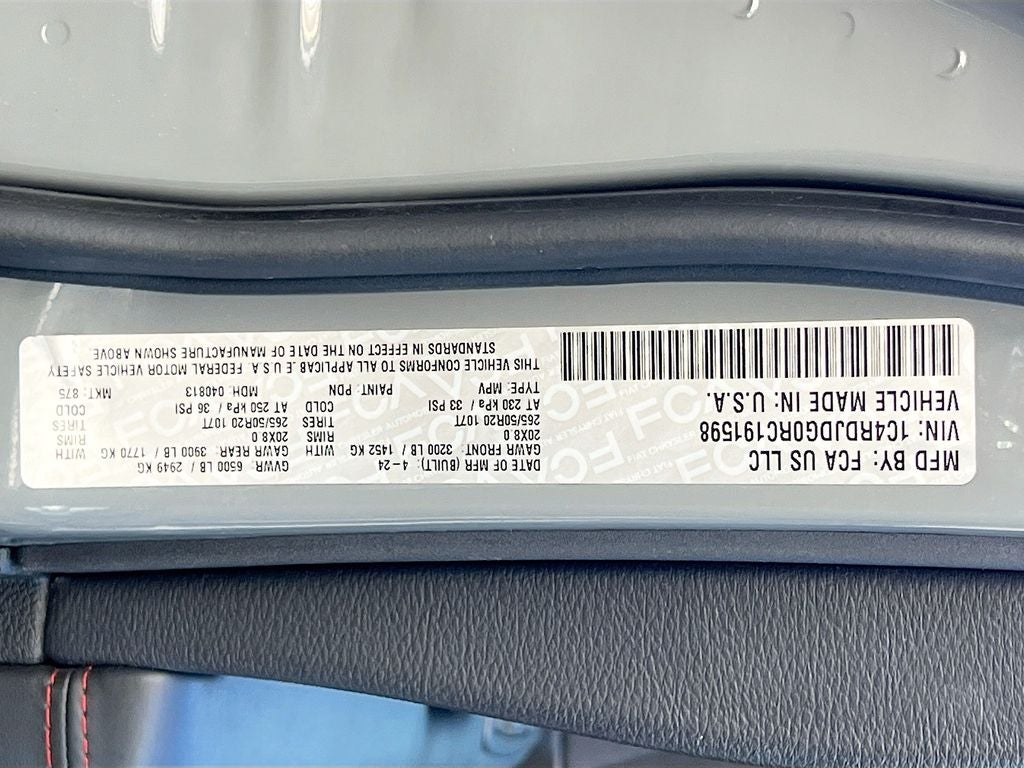 MFD BY: FCA US LLC
DATE OF MFR (BUILT): 4-24
GVWR: 6500 LB / 2949 KG
GAWR FRONT: 3200 LB / 1452 KG
WITH
GAWR REAR: 3900 LB / 1770 KG
WITH
20X8.0
RIMS
20X8.0
RIMS
VIN: 1C4RDJDG0RC191598
265/50R20 107T
TIRES
265/50R20 107T
TIRES
AT 230 kPa / 33 PSI
COLD
AT 250 kPa / 36 PSI
COLD
VEHICLE MADE IN: U.S.A.
TYPE: MPV
PAINT: PDN
MDH: 040813
MKT: 875
THIS VEHICLE CONFORMS TO ALL APPLICABLE U.S.A. FEDERAL MOTOR VEHICLE SAFETY
STANDARDS IN EFFECT ON THE DATE OF MANUFACTURE SHOWN ABOVE